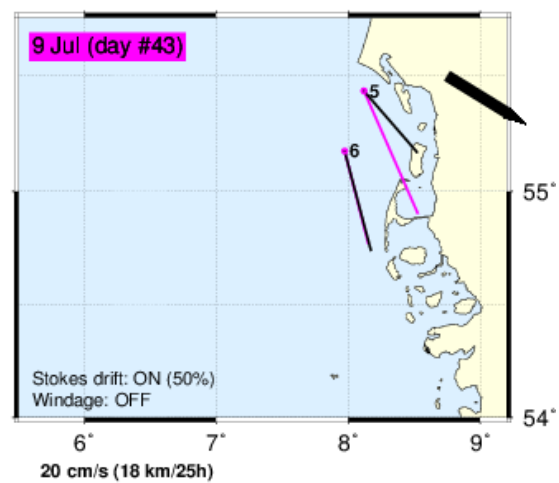 9 Jul (day #43)
5
6
55°
Stokes drift: ON (50%)
Windage: OFF
54°
6° 7° 8° 9°
20 cm/s (18 km/25h)